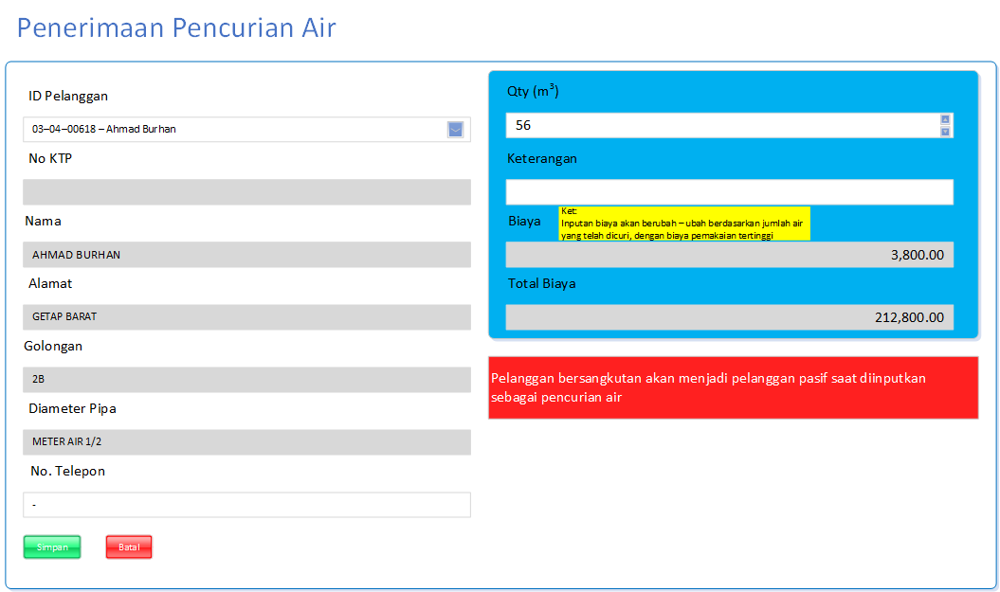 Penerimaan Pencurian Air
ID Pelanggan
03–04–00618 – Ahmad Burhan
No KTP
Nama
AHMAD BURHAN
Alamat
GETAP BARAT
Golongan
2B
Diameter Pipa
METER AIR 1/2
No. Telepon
-
Simpan
Batal
Qty (m³)
56
Keterangan
Biaya
Ket:
Inputan biaya akan berubah – ubah berdasarkan jumlah air
yang telah dicuri, dengan biaya pemakaian tertinggi
3,800.00
Total Biaya
212,800.00
Pelanggan bersangkutan akan menjadi pelanggan pasif saat diinputkan
sebagai pencurian air